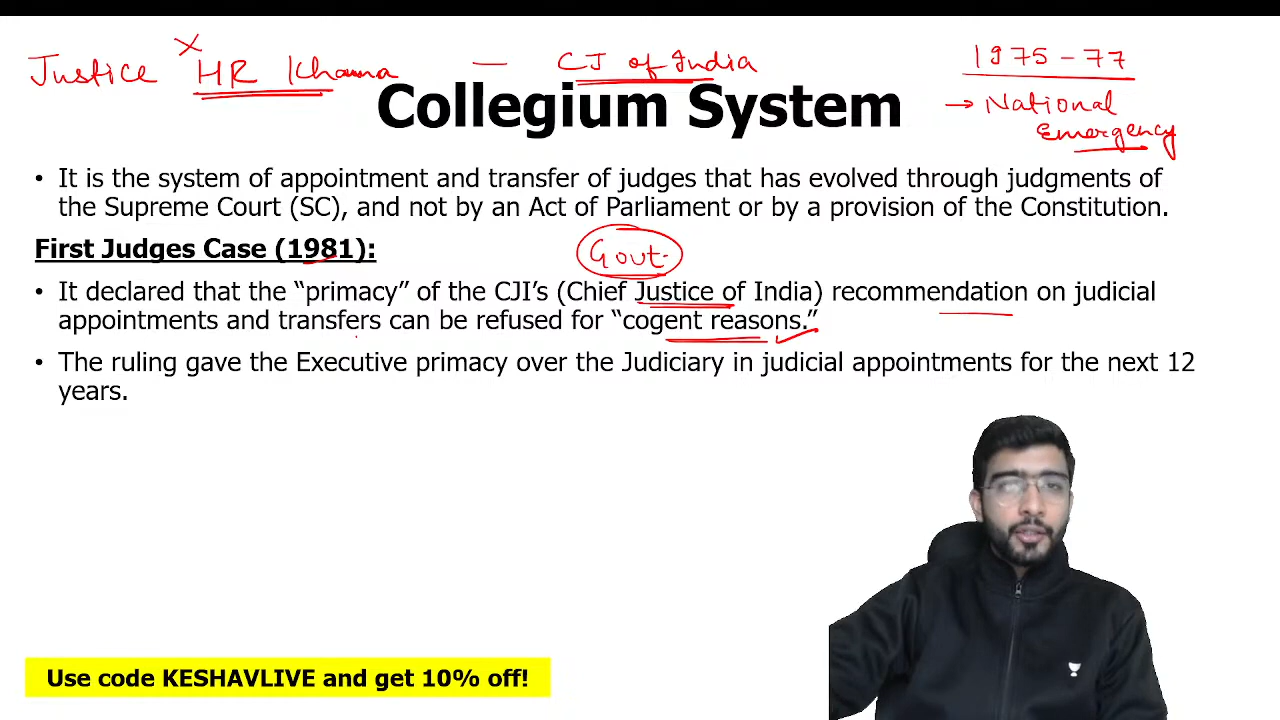 Justice × HR Khanna — CJ of India
1975-77
→ National
Emergency
Collegium System
• It is the system of appointment and transfer of judges that has evolved through judgments of
the Supreme Court (SC), and not by an Act of Parliament or by a provision of the Constitution.
First Judges Case (1981):
Govt.
• It declared that the “primacy” of the CJI’s (Chief Justice of India) recommendation on judicial
appointments and transfers can be refused for “cogent reasons.”
• The ruling gave the Executive primacy over the Judiciary in judicial appointments for the next 12
years.
Use code KESHAVLIVE and get 10% off!